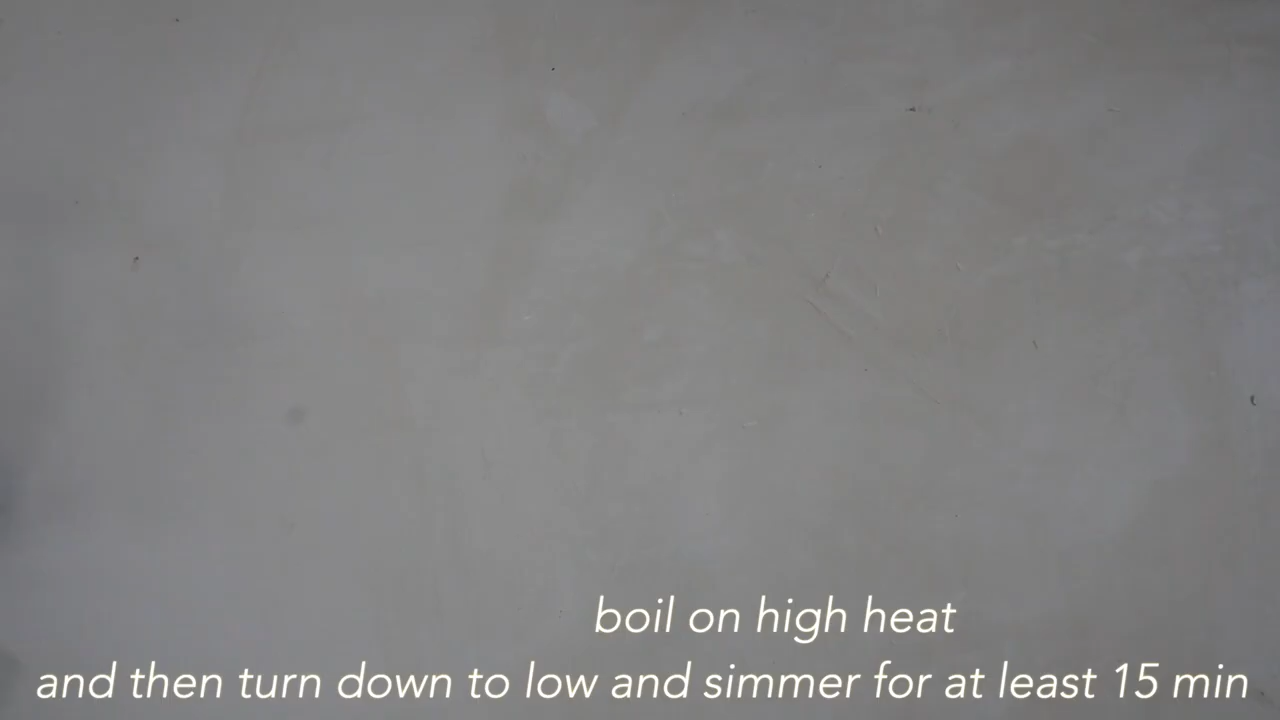 boil on high heat
and then turn down to low and simmer for at least 15 min